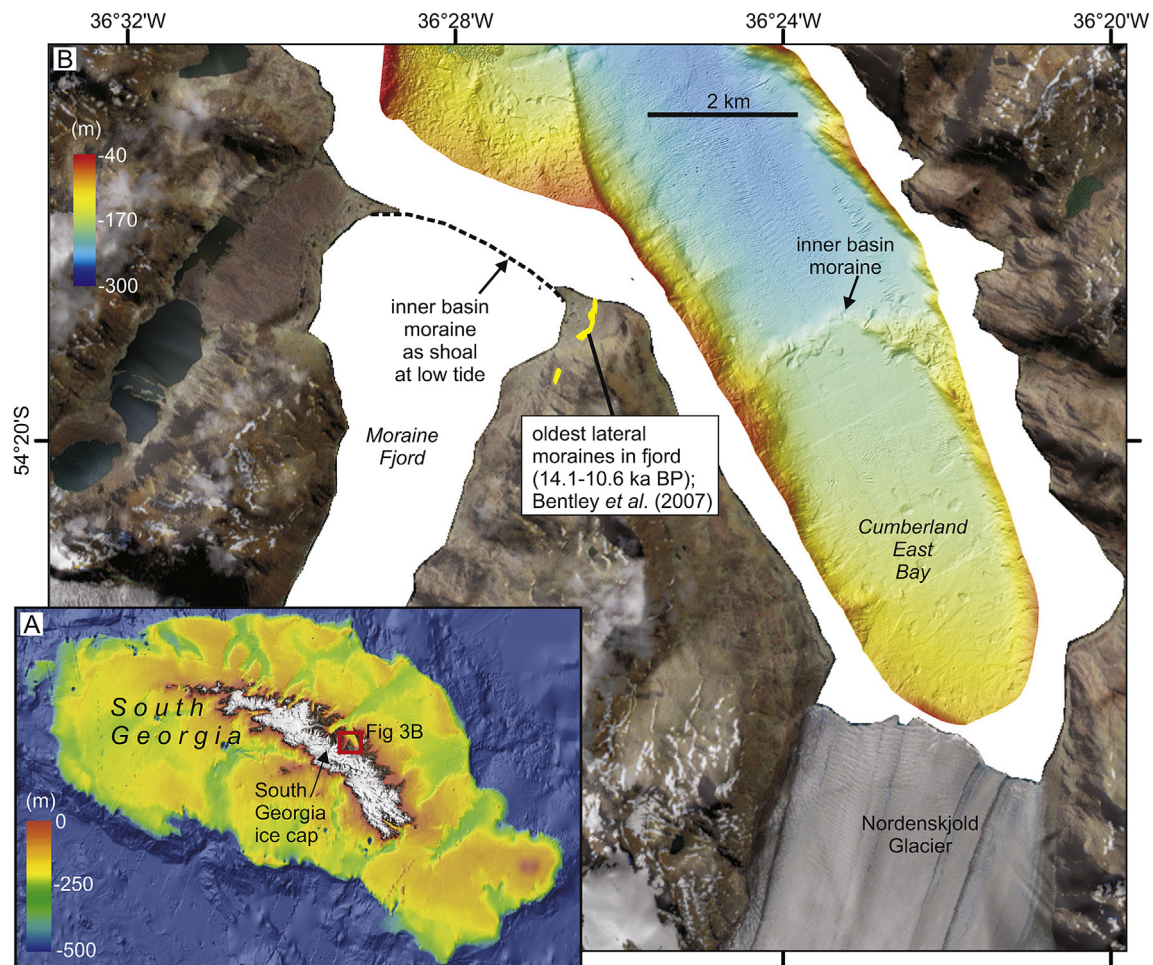 36°32'W
36°28'W
36°24'W
36°20'W
B
(m)
-40
-170
-300
2 km
inner basin
moraine
inner basin
moraine
as shoal
at low tide
54°20'S
Moraine
Fjord
oldest lateral
moraines in fjord
(14.1-10.6 ka BP);
Bentley et al. (2007)
Cumberland
East
Bay
A
South
Georgia
Fig 3B
South
Georgia
ice cap
(m)
0
-250
-500
Nordenskjold
Glacier